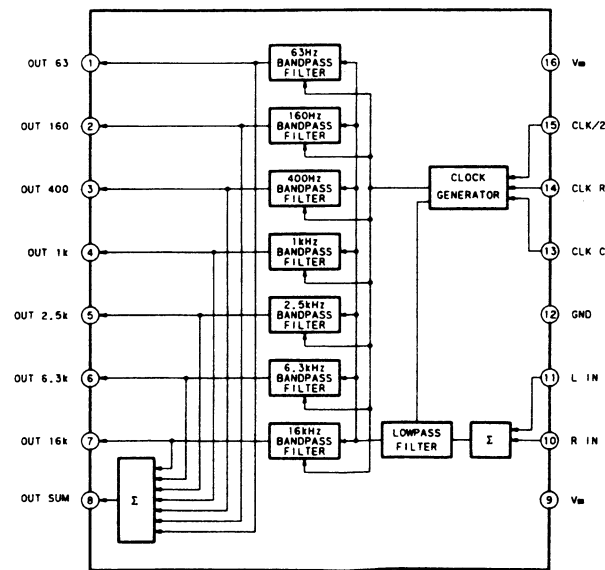 OUT 63
1
63Hz
BANDPASS
FILTER
16
OUT 160
2
160Hz
BANDPASS
FILTER
15
CLK/2
OUT 400
3
400Hz
BANDPASS
FILTER
CLOCK
GENERATOR
14
CLK R
OUT 1k
4
1kHz
BANDPASS
FILTER
13
CLK C
OUT 2.5k
5
2.5kHz
BANDPASS
FILTER
12
GND
OUT 6.3k
6
6.3kHz
BANDPASS
FILTER
11
L IN
OUT 16k
7
16kHz
BANDPASS
FILTER
LOWPASS
FILTER
Σ
10
R IN
OUT SUM
8
Σ
9